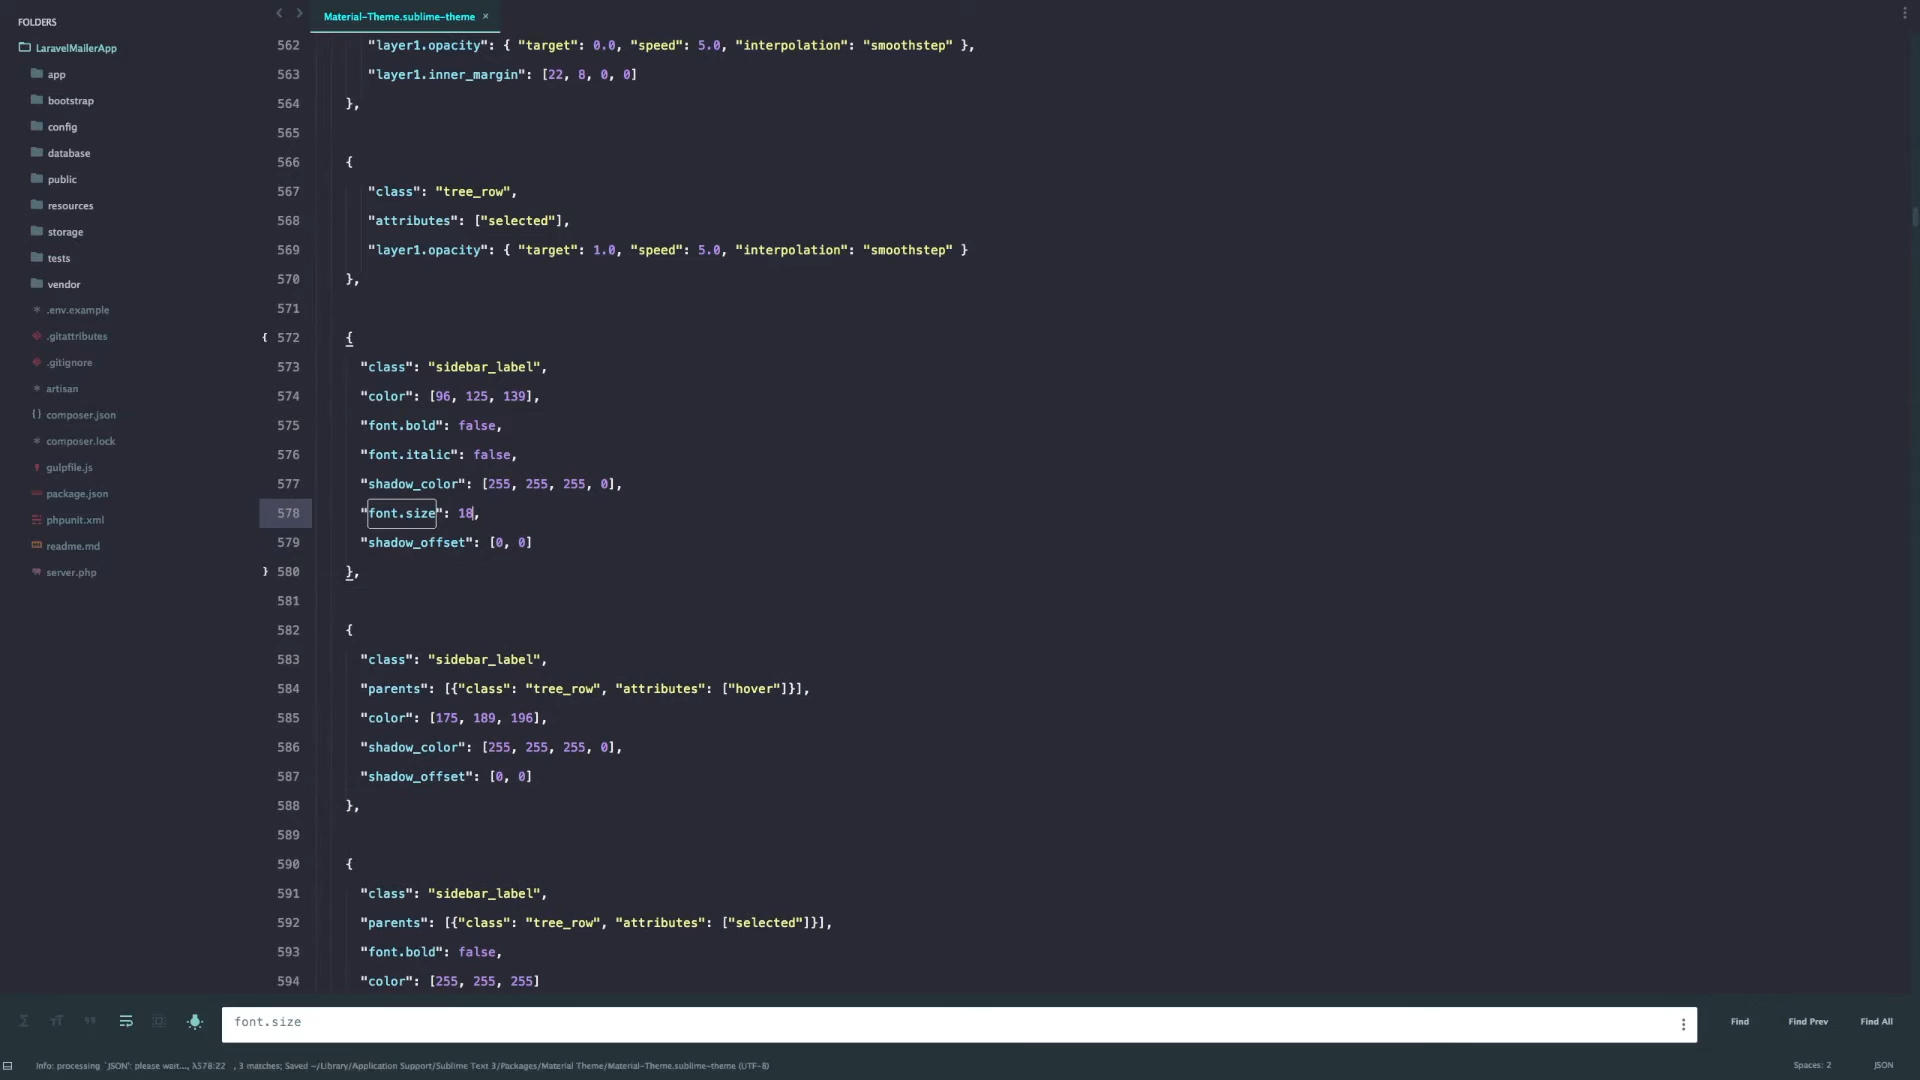 FOLDERS
LaravelMailerApp
app
bootstrap
config
database
public
resources
storage
tests
vendor
.env.example
.gitattributes
.gitignore
artisan
composer.json
composer.lock
gulpfile.js
package.json
phpunit.xml
readme.md
server.php
Material-Theme.sublime-theme ×
562 "layer1.opacity": { "target": 0.0, "speed": 5.0, "interpolation": "smoothstep" },
563 "layer1.inner_margin": [22, 8, 0, 0]
564 },
565
566 {
567 "class": "tree_row",
568 "attributes": ["selected"],
569 "layer1.opacity": { "target": 1.0, "speed": 5.0, "interpolation": "smoothstep" }
570 },
571
{ 572 {
573 "class": "sidebar_label",
574 "color": [96, 125, 139],
575 "font.bold": false,
576 "font.italic": false,
577 "shadow_color": [255, 255, 255, 0],
578 "font.size": 18,
579 "shadow_offset": [0, 0]
} 580 },
581
582 {
583 "class": "sidebar_label",
584 "parents": [{"class": "tree_row", "attributes": ["hover"]}],
585 "color": [175, 189, 196],
586 "shadow_color": [255, 255, 255, 0],
587 "shadow_offset": [0, 0]
588 },
589
590 {
591 "class": "sidebar_label",
592 "parents": [{"class": "tree_row", "attributes": ["selected"]}],
593 "font.bold": false,
594 "color": [255, 255, 255]
font.size
Find Find Prev Find All
Info: processing `JSON`: please wait..., λ578:22 , 3 matches; Saved ~/Library/Application Support/Sublime Text 3/Packages/Material Theme/Material-Theme.sublime-theme (UTF-8)
Spaces: 2 JSON